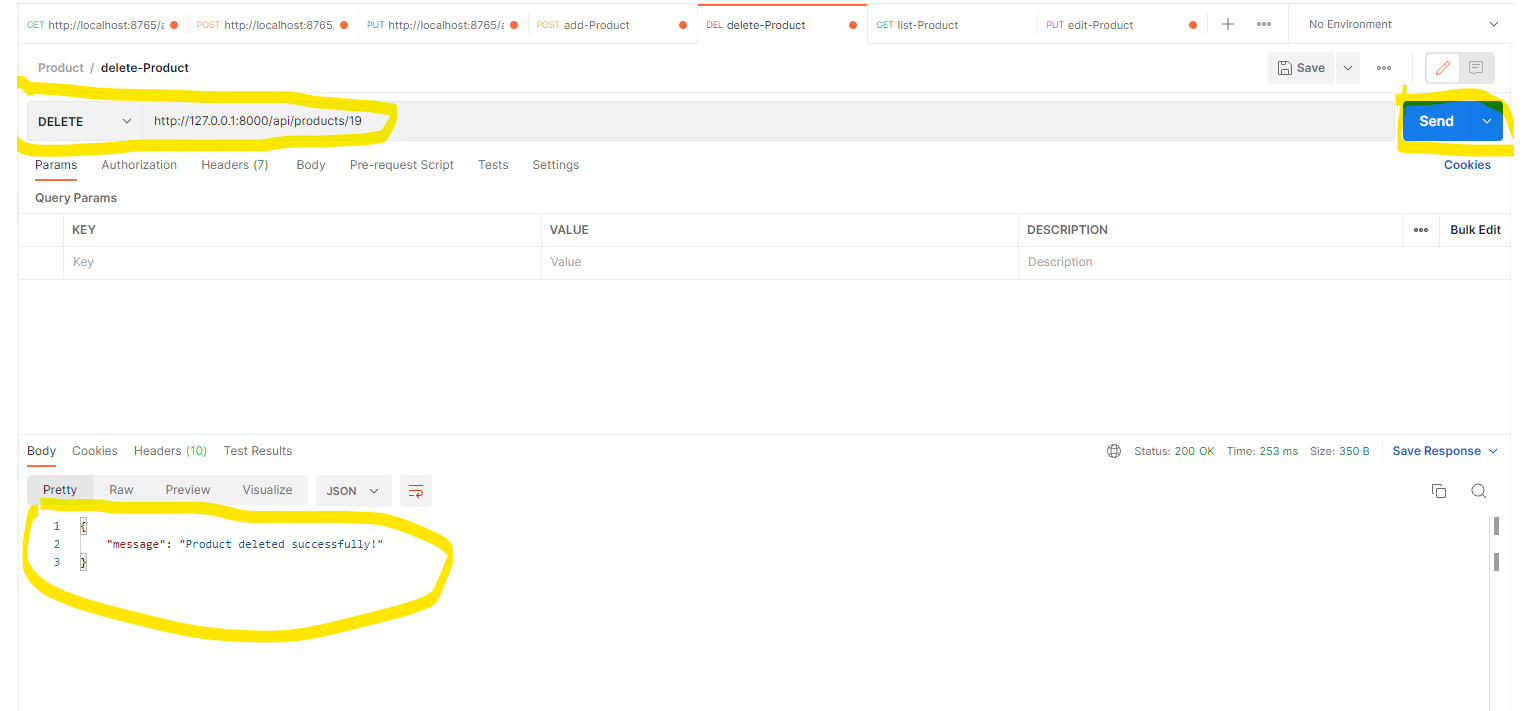 GET http://localhost:8765/a POST http://localhost:8765, PUT http://localhost:8765/a POST add-Product DEL delete-Product GET list-Product PUT edit-Product No Environment
Product / delete-Product Save
DELETE http://127.0.0.1:8000/api/products/19 Send
Params Authorization Headers (7) Body Pre-request Script Tests Settings Cookies
Query Params
KEY VALUE DESCRIPTION Bulk Edit
Key Value Description
Body Cookies Headers (10) Test Results Status: 200 OK Time: 253 ms Size: 350 B Save Response
Pretty Raw Preview Visualize JSON
1 {
2 "message": "Product deleted successfully!"
3 }